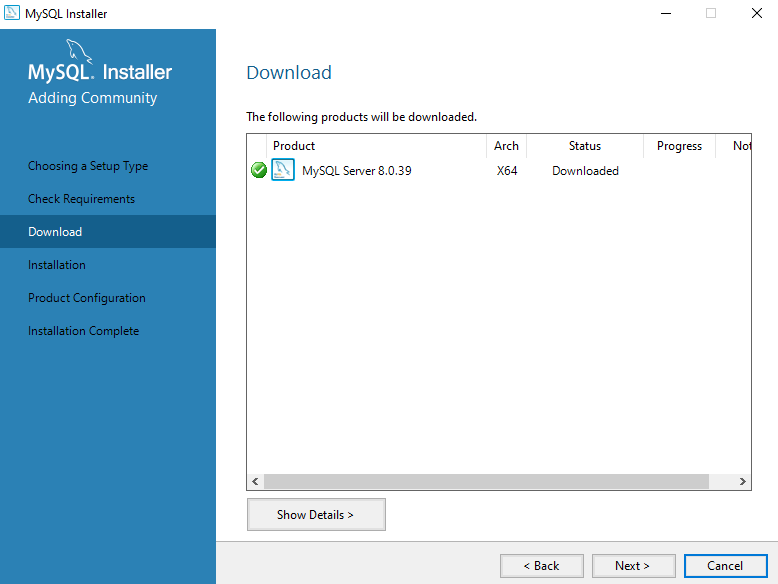 MySQL Installer
MySQL. Installer
Adding Community
Choosing a Setup Type
Check Requirements
Download
Installation
Product Configuration
Installation Complete
Download
The following products will be downloaded.
Product Arch Status Progress Not
MySQL Server 8.0.39 X64 Downloaded
Show Details >
< Back Next > Cancel